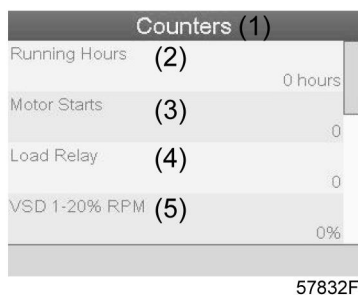 Counters (1)
Running Hours (2)
0 hours
Motor Starts (3)
0
Load Relay (4)
0
VSD 1-20% RPM (5)
0%
57832F